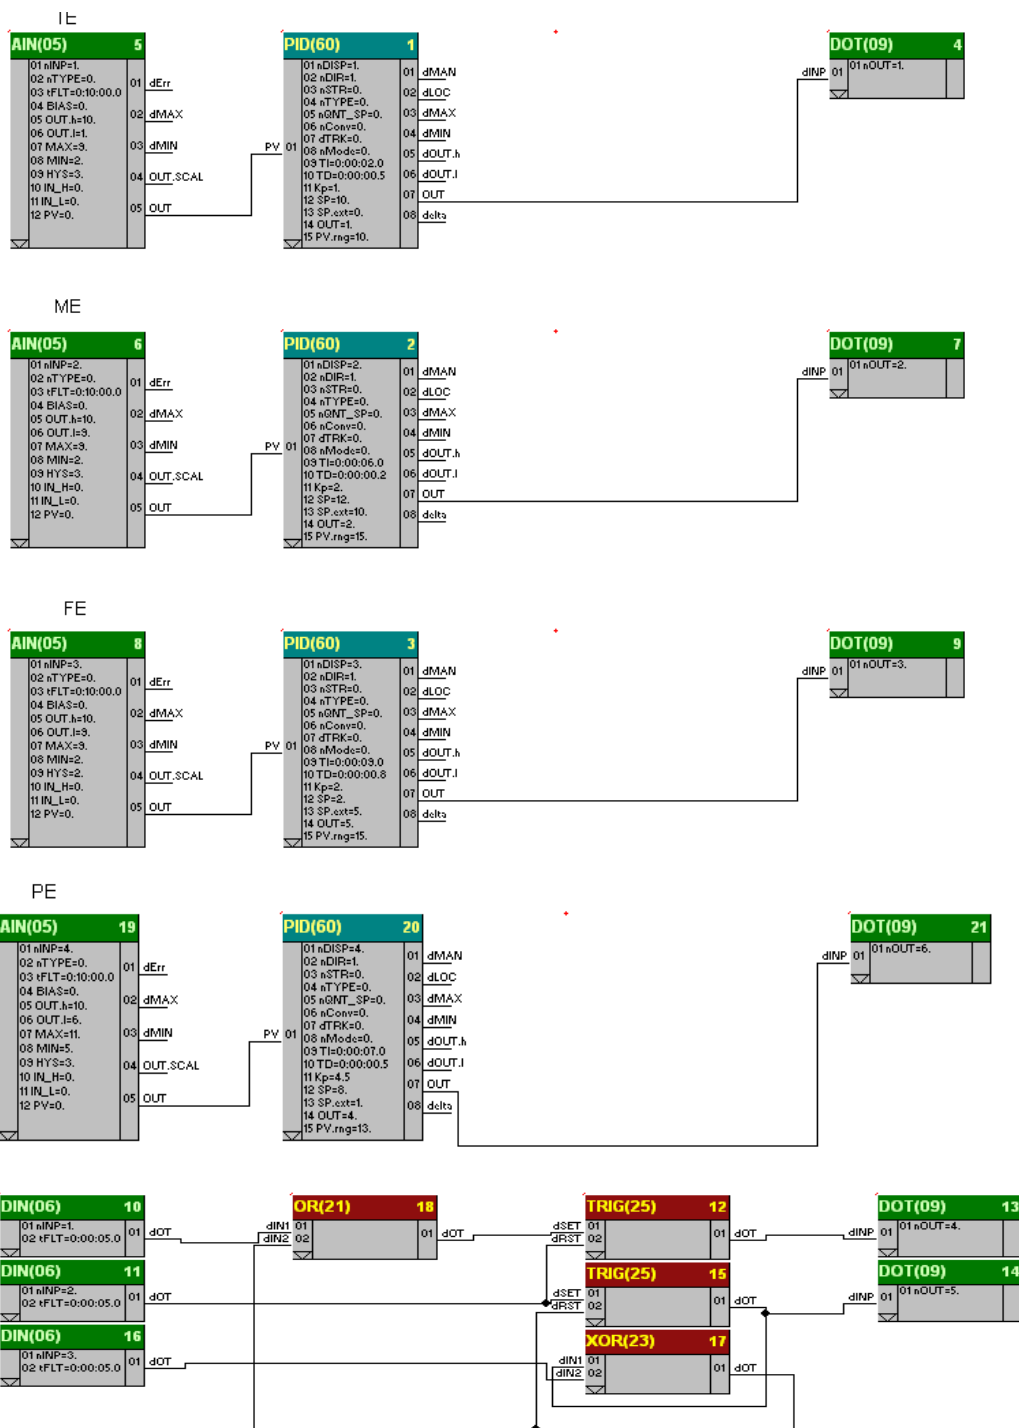 TE
AIN(05) 5
01 nINP=1.
02 nTYPE=0.
03 tFLT=0:10:00.0
04 BIAS=0.
05 OUT.h=10.
06 OUT.l=1.
07 MAX=9.
08 MIN=2.
09 HYS=3.
10 IN_H=0.
11 IN_L=0.
12 PV=0.
01 dErr
02 dMAX
03 dMIN
04 OUT.SCAL
05 OUT
PID(60) 1
PV 01
01 nDISP=1.
02 nDIR=1.
03 nSTR=0.
04 nTYPE=0.
05 nQNT_SP=0.
06 nConv=0.
07 dTRK=0.
08 nMode=0.
09 TI=0:00:02.0
10 TD=0:00:00.5
11 Kp=1.
12 SP=10.
13 SP.ext=0.
14 OUT=1.
15 PV.rng=10.
01 dMAN
02 dLOC
03 dMAX
04 dMIN
05 dOUT.h
06 dOUT.l
07 OUT
08 delta
DOT(09) 4
dINP 01
01 nOUT=1.
ME
AIN(05) 6
01 nINP=2.
02 nTYPE=0.
03 tFLT=0:10:00.0
04 BIAS=0.
05 OUT.h=10.
06 OUT.l=9.
07 MAX=9.
08 MIN=2.
09 HYS=3.
10 IN_H=0.
11 IN_L=0.
12 PV=0.
01 dErr
02 dMAX
03 dMIN
04 OUT.SCAL
05 OUT
PID(60) 2
PV 01
01 nDISP=2.
02 nDIR=1.
03 nSTR=0.
04 nTYPE=0.
05 nQNT_SP=0.
06 nConv=0.
07 dTRK=0.
08 nMode=0.
09 TI=0:00:06.0
10 TD=0:00:00.2
11 Kp=2.
12 SP=12.
13 SP.ext=10.
14 OUT=2.
15 PV.rng=15.
01 dMAN
02 dLOC
03 dMAX
04 dMIN
05 dOUT.h
06 dOUT.l
07 OUT
08 delta
DOT(09) 7
dINP 01
01 nOUT=2.
FE
AIN(05) 8
01 nINP=3.
02 nTYPE=0.
03 tFLT=0:10:00.0
04 BIAS=0.
05 OUT.h=10.
06 OUT.l=9.
07 MAX=9.
08 MIN=2.
09 HYS=2.
10 IN_H=0.
11 IN_L=0.
12 PV=0.
01 dErr
02 dMAX
03 dMIN
04 OUT.SCAL
05 OUT
PID(60) 3
PV 01
01 nDISP=3.
02 nDIR=1.
03 nSTR=0.
04 nTYPE=0.
05 nQNT_SP=0.
06 nConv=0.
07 dTRK=0.
08 nMode=0.
09 TI=0:00:09.0
10 TD=0:00:00.8
11 Kp=2.
12 SP=2.
13 SP.ext=5.
14 OUT=5.
15 PV.rng=15.
01 dMAN
02 dLOC
03 dMAX
04 dMIN
05 dOUT.h
06 dOUT.l
07 OUT
08 delta
DOT(09) 9
dINP 01
01 nOUT=3.
PE
AIN(05) 19
01 nINP=4.
02 nTYPE=0.
03 tFLT=0:10:00.0
04 BIAS=0.
05 OUT.h=10.
06 OUT.l=6.
07 MAX=11.
08 MIN=5.
09 HYS=3.
10 IN_H=0.
11 IN_L=0.
12 PV=0.
01 dErr
02 dMAX
03 dMIN
04 OUT.SCAL
05 OUT
PID(60) 20
PV 01
01 nDISP=4.
02 nDIR=1.
03 nSTR=0.
04 nTYPE=0.
05 nQNT_SP=0.
06 nConv=0.
07 dTRK=0.
08 nMode=0.
09 TI=0:00:07.0
10 TD=0:00:00.5
11 Kp=4.5
12 SP=8.
13 SP.ext=1.
14 OUT=4.
15 PV.rng=13.
01 dMAN
02 dLOC
03 dMAX
04 dMIN
05 dOUT.h
06 dOUT.l
07 OUT
08 delta
DOT(09) 21
dINP 01
01 nOUT=6.
DIN(06) 10
01 nINP=1.
02 tFLT=0:00:05.0
01 dOT
OR(21) 18
dIN1 01
dIN2 02
01 dOT
TRIG(25) 12
dSET 01
dRST 02
01 dOT
DOT(09) 13
dINP 01
01 nOUT=4.
DIN(06) 11
01 nINP=2.
02 tFLT=0:00:05.0
01 dOT
TRIG(25) 15
dSET 01
dRST 02
01 dOT
DOT(09) 14
dINP 01
01 nOUT=5.
DIN(06) 16
01 nINP=3.
02 tFLT=0:00:05.0
01 dOT
XOR(23) 17
dIN1 01
dIN2 02
01 dOT